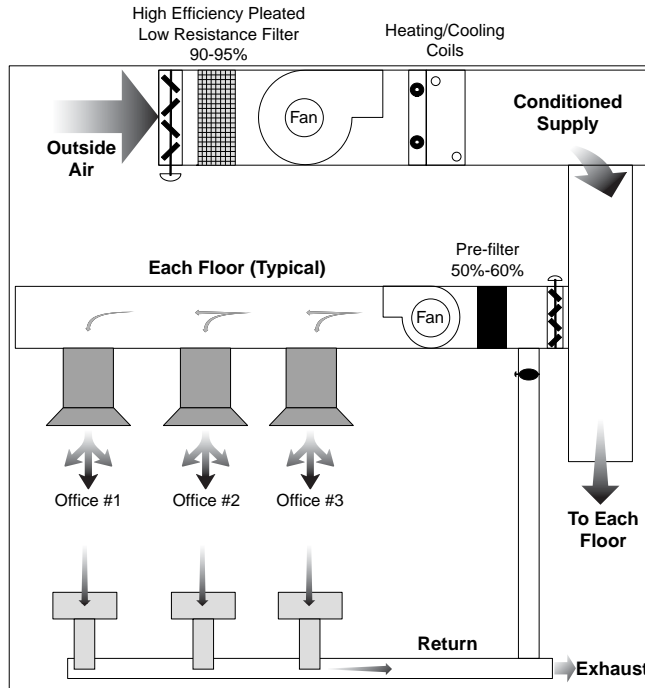 High Efficiency Pleated
Low Resistance Filter
90-95%
Heating/Cooling
Coils
Fan
Conditioned
Supply
Outside
Air
Pre-filter
50%-60%
Each Floor (Typical)
Fan
Office #1
Office #2
Office #3
To Each
Floor
Return
Exhaust